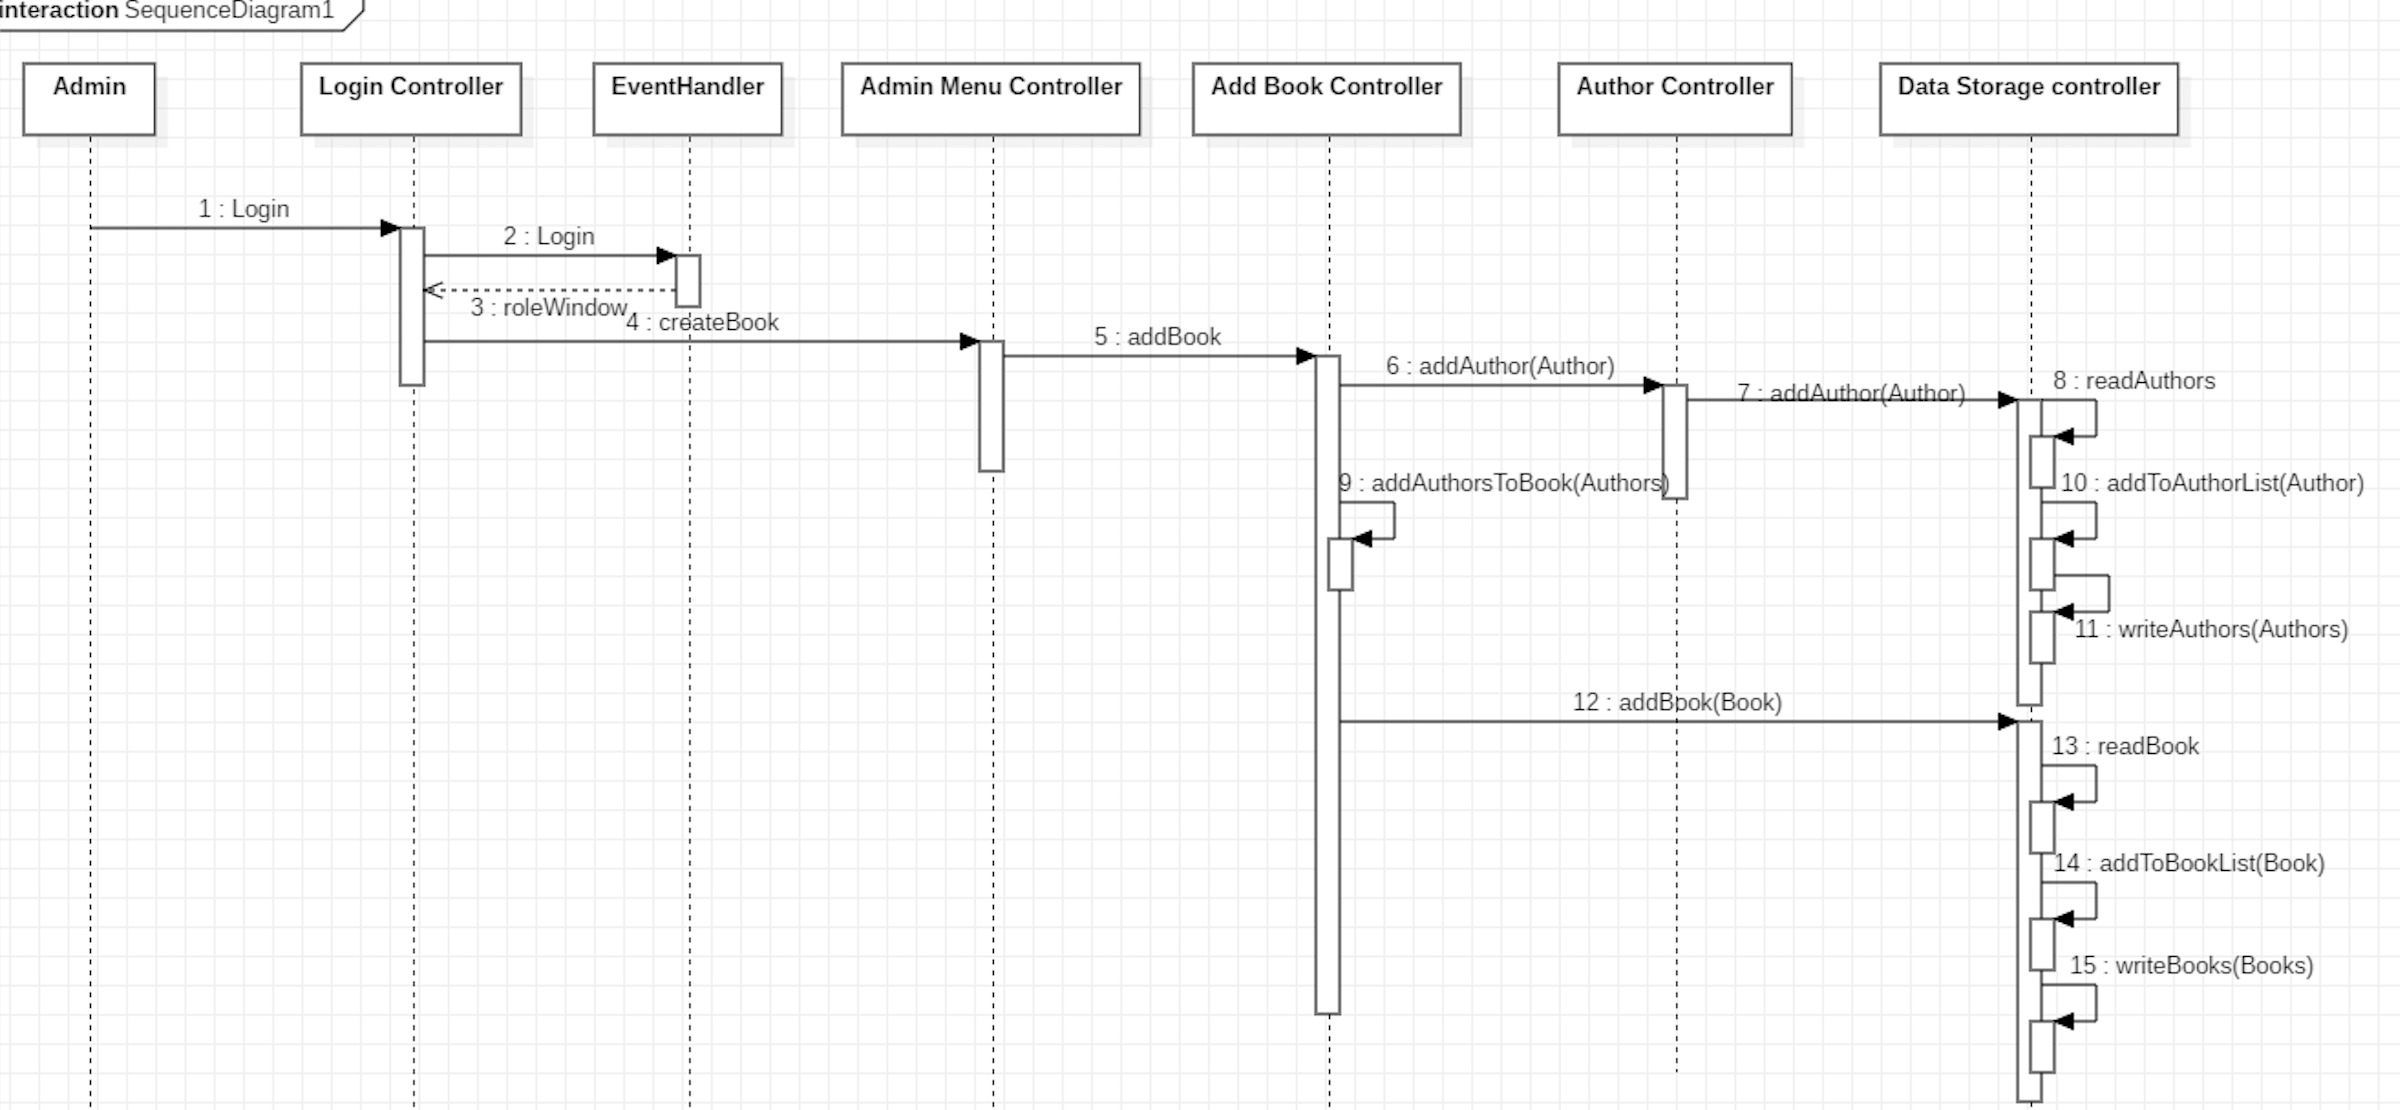 interaction SequenceDiagram1
Admin
Login Controller
EventHandler
Admin Menu Controller
Add Book Controller
Author Controller
Data Storage controller
1 : Login
2 : Login
3 : roleWindow
4 : createBook
5 : addBook
6 : addAuthor(Author)
7 : addAuthor(Author)
8 : readAuthors
9 : addAuthorsToBook(Authors)
10 : addToAuthorList(Author)
11 : writeAuthors(Authors)
12 : addBook(Book)
13 : readBook
14 : addToBookList(Book)
15 : writeBooks(Books)